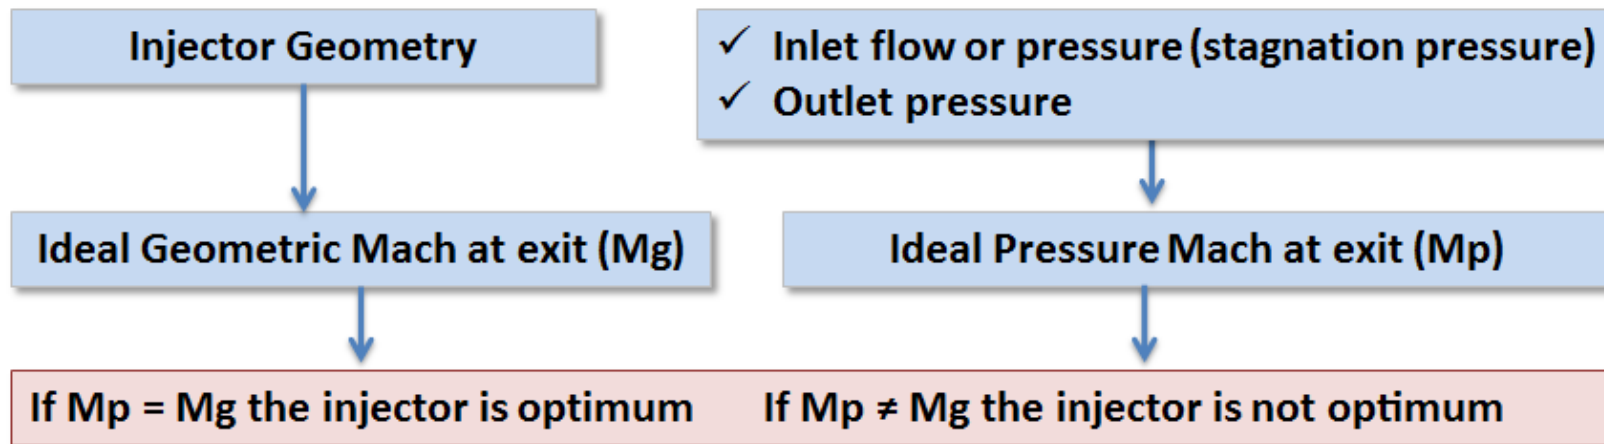 Injector Geometry
✓ Inlet flow or pressure (stagnation pressure)
✓ Outlet pressure
Ideal Geometric Mach at exit (Mg)
Ideal Pressure Mach at exit (Mp)
If Mp = Mg the injector is optimum
If Mp ≠ Mg the injector is not optimum